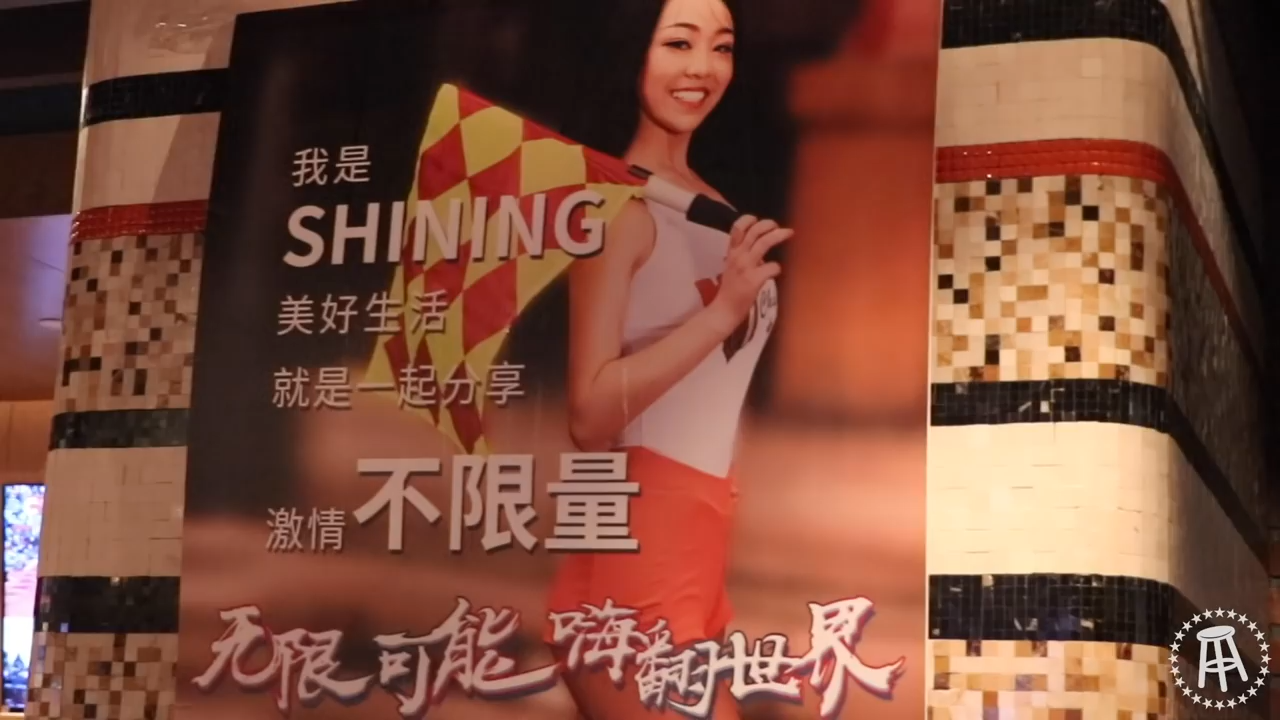 我是
SHINING
美好生活
就是一起分享
激情不限量
无限可能 嗨翻世界